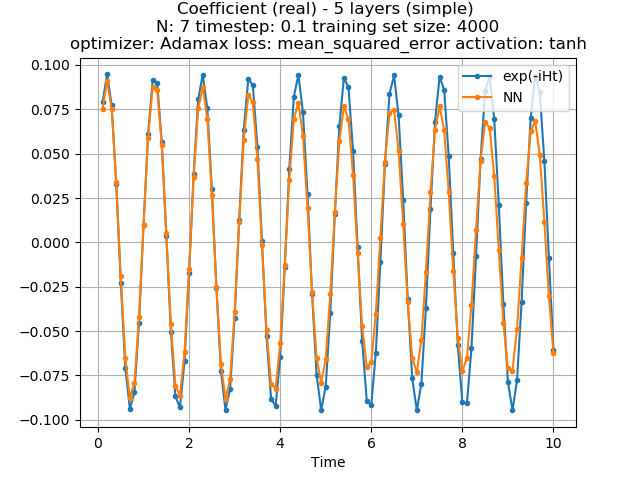 Coefficient (real) - 5 layers (simple)
N: 7 timestep: 0.1 training set size: 4000
optimizer: Adamax loss: mean_squared_error activation: tanh
exp(-iHt)
NN
0.100
0.075
0.050
0.025
0.000
−0.025
−0.050
−0.075
−0.100
0 2 4 6 8 10
Time